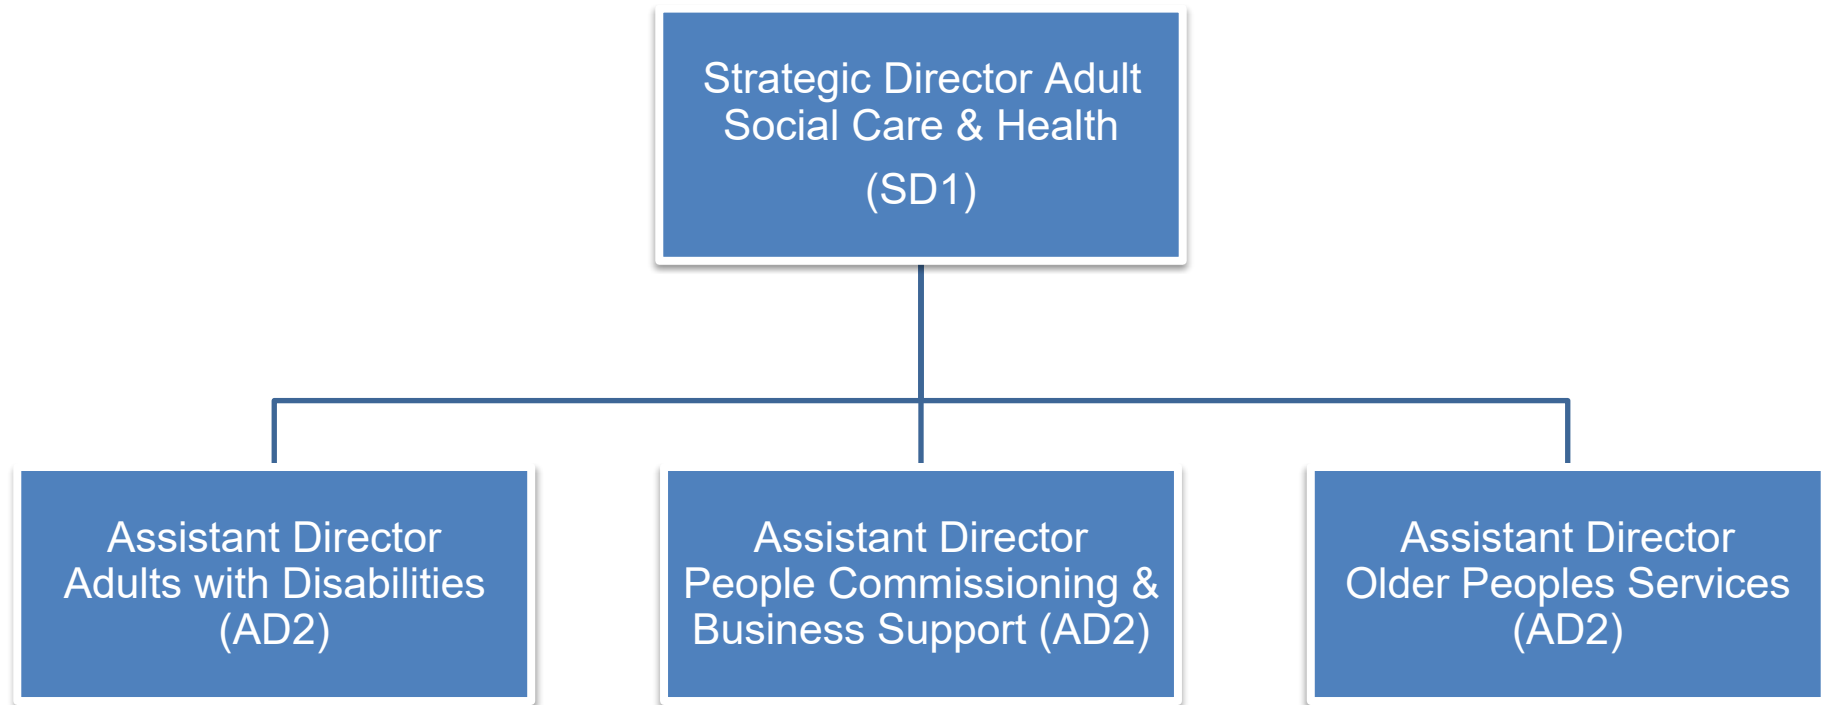 Strategic Director Adult
Social Care & Health
(SD1)
Assistant Director
Adults with Disabilities
(AD2)
Assistant Director
People Commissioning &
Business Support (AD2)
Assistant Director
Older Peoples Services
(AD2)